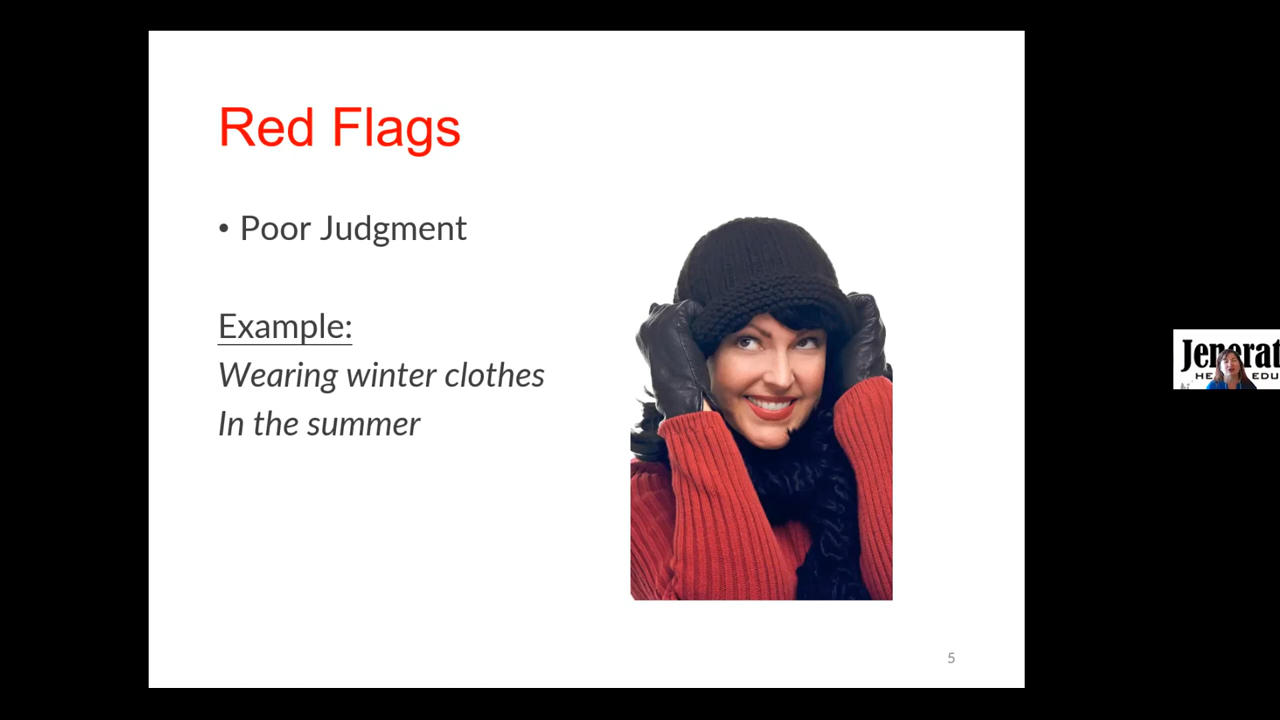 Red Flags
• Poor Judgment
Example:
Wearing winter clothes
In the summer
5